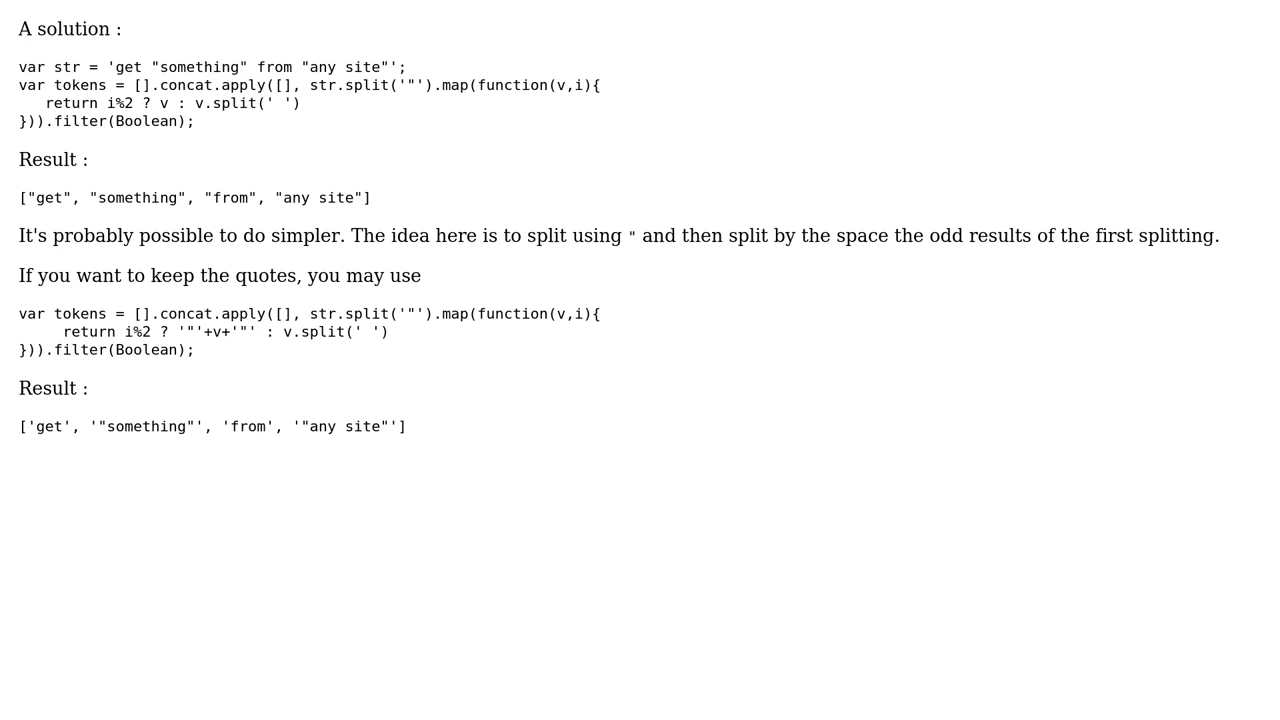 A solution :
var str = 'get "something" from "any site"';
var tokens = [].concat.apply([], str.split('"').map(function(v,i){
   return i%2 ? v : v.split(' ')
})).filter(Boolean);
Result :
["get", "something", "from", "any site"]
It's probably possible to do simpler. The idea here is to split using " and then split by the space the odd results of the first splitting.
If you want to keep the quotes, you may use
var tokens = [].concat.apply([], str.split('"').map(function(v,i){
     return i%2 ? '"'+v+'"' : v.split(' ')
})).filter(Boolean);
Result :
['get', '"something"', 'from', '"any site"']